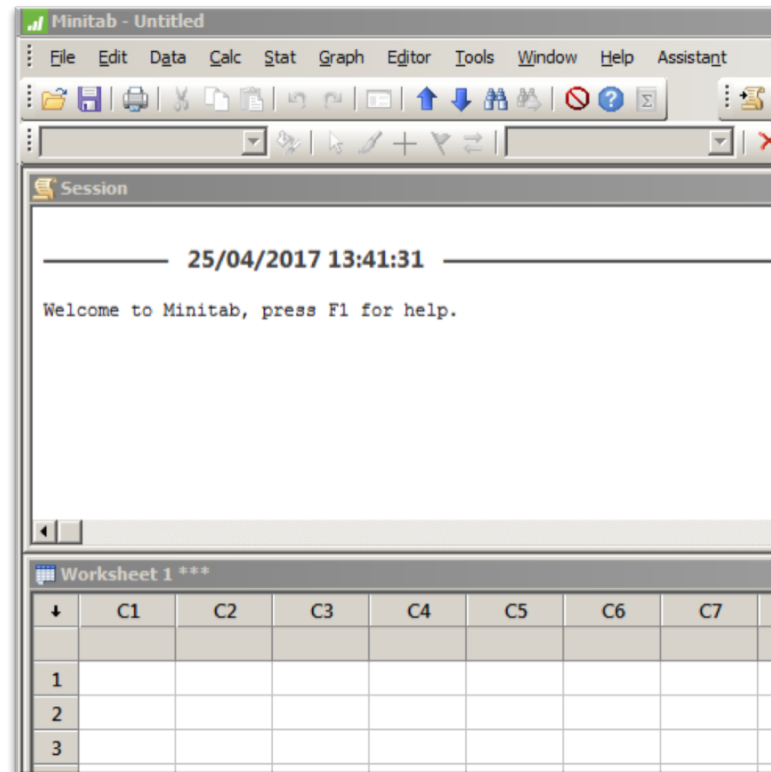 Minitab - Untitled
File Edit Data Calc Stat Graph Editor Tools Window Help Assistant
Session
25/04/2017 13:41:31
Welcome to Minitab, press F1 for help.
Worksheet 1 ***
C1 C2 C3 C4 C5 C6 C7
1
2
3